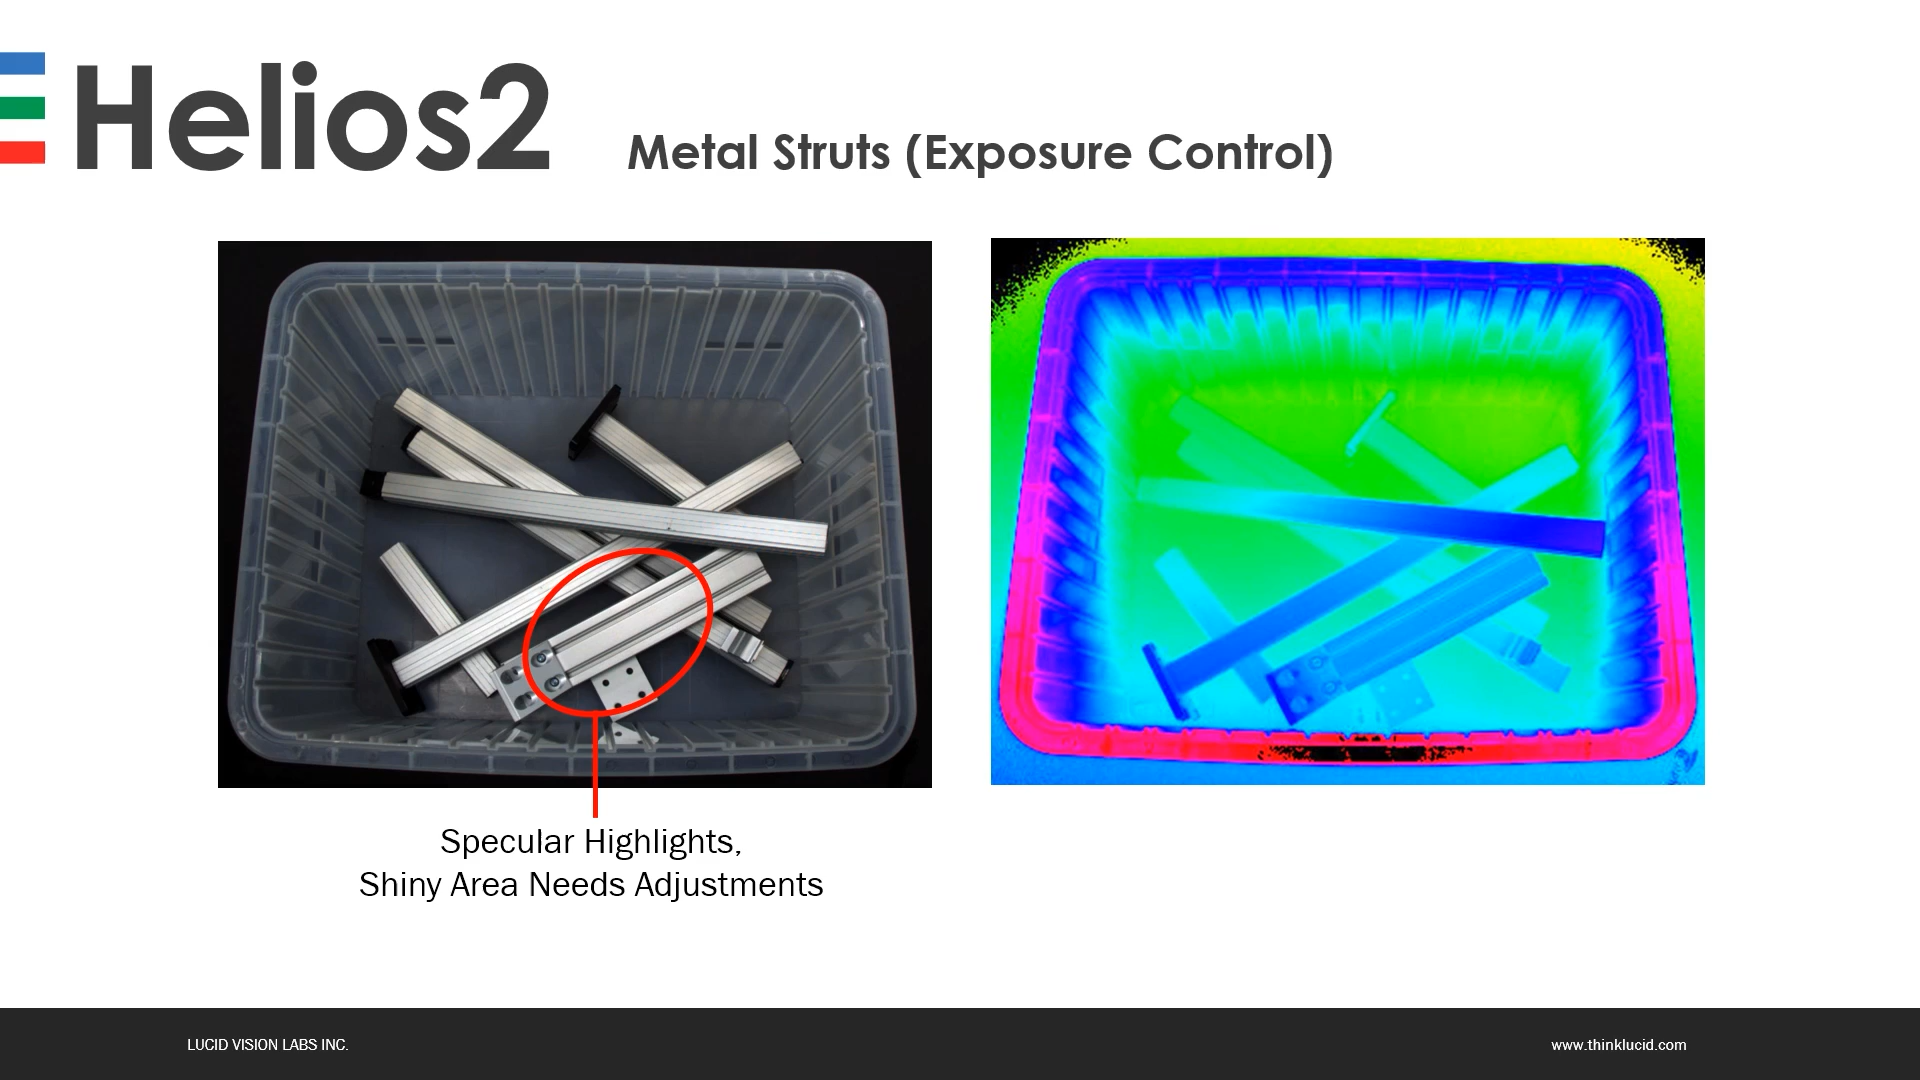 Helios2
Metal Struts (Exposure Control)
Specular Highlights,
Shiny Area Needs Adjustments
LUCID VISION LABS INC.
www.thinklucid.com